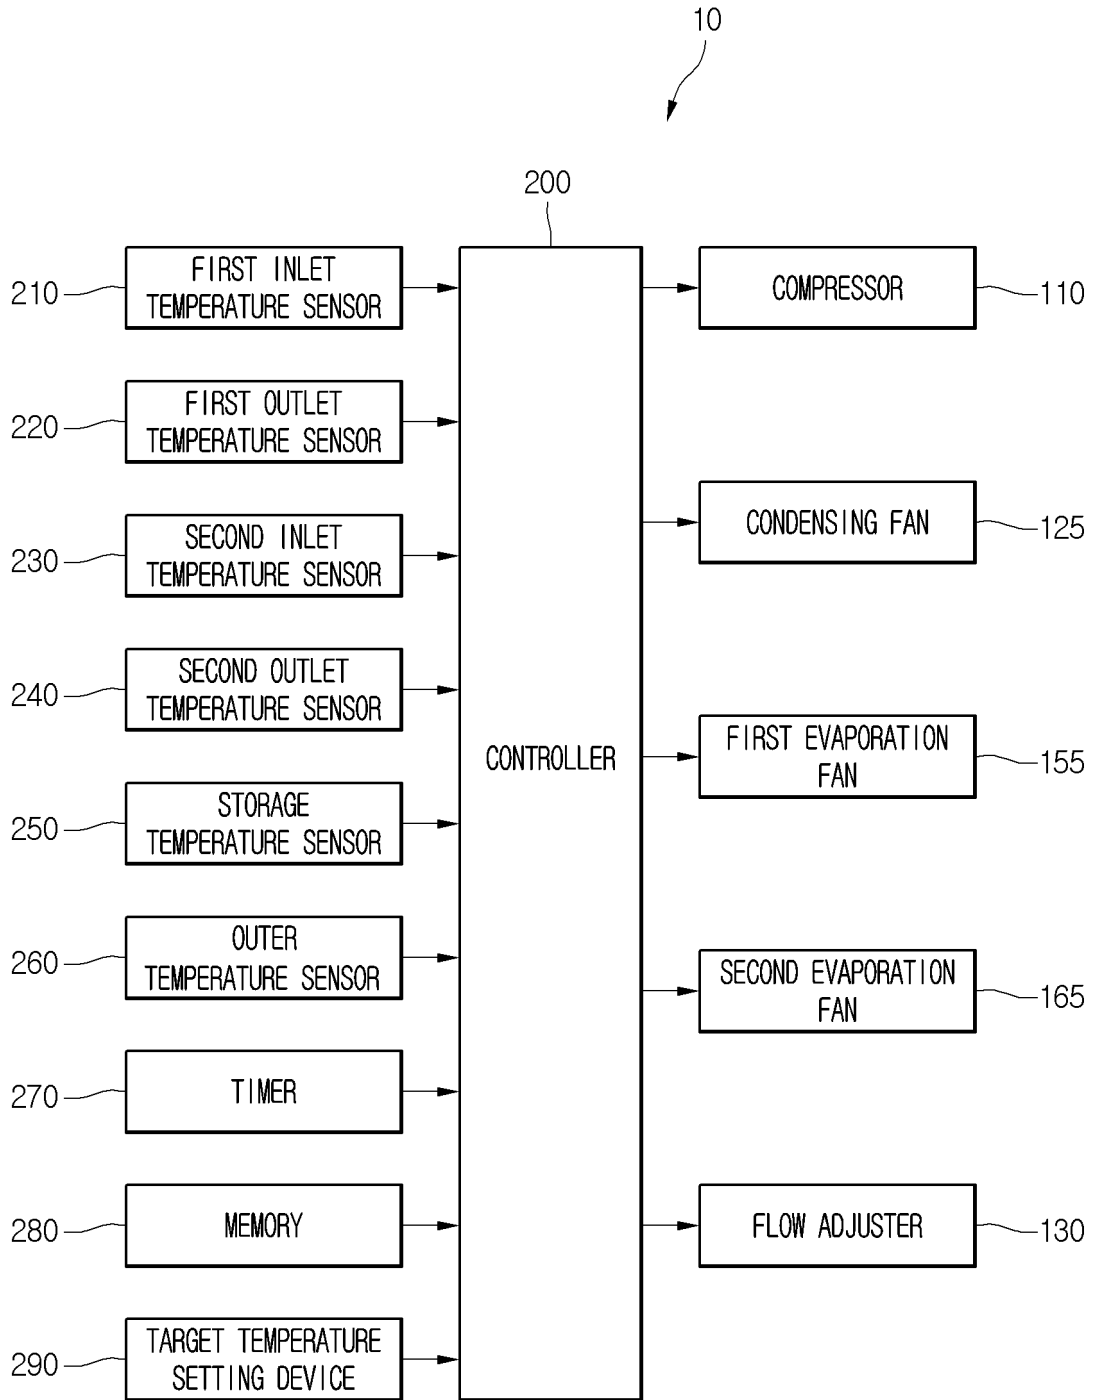 10
200
210
FIRST INLET
TEMPERATURE SENSOR
220
FIRST OUTLET
TEMPERATURE SENSOR
230
SECOND INLET
TEMPERATURE SENSOR
240
SECOND OUTLET
TEMPERATURE SENSOR
250
STORAGE
TEMPERATURE SENSOR
260
OUTER
TEMPERATURE SENSOR
270
TIMER
280
MEMORY
290
TARGET TEMPERATURE
SETTING DEVICE
CONTROLLER
COMPRESSOR
110
CONDENSING FAN
125
FIRST EVAPORATION
FAN
155
SECOND EVAPORATION
FAN
165
FLOW ADJUSTER
130